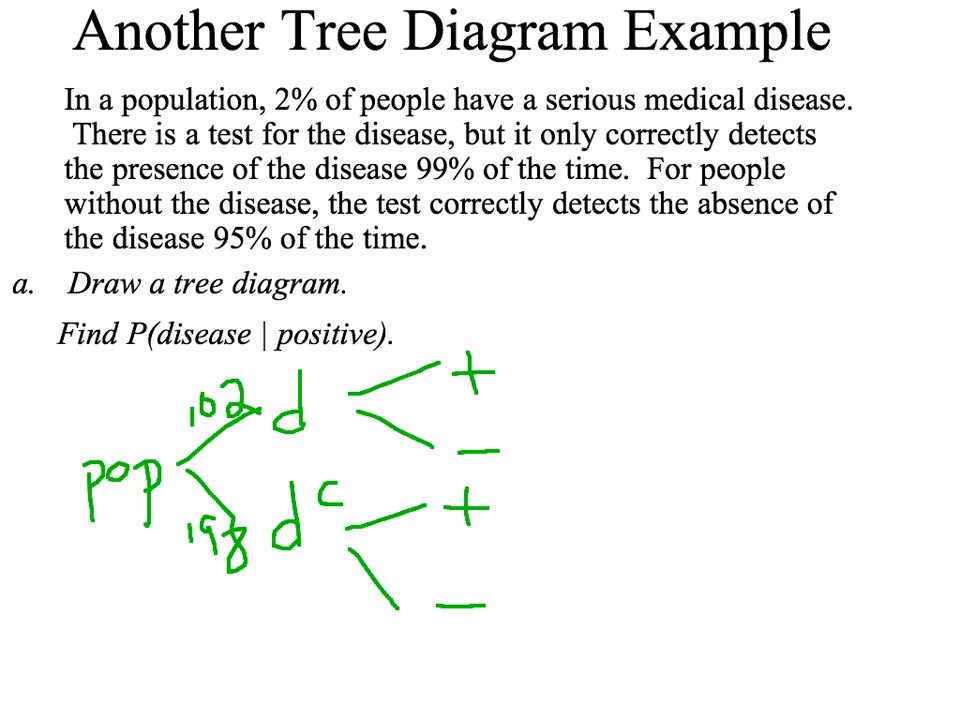 Another Tree Diagram Example
In a population, 2% of people have a serious medical disease.
There is a test for the disease, but it only correctly detects
the presence of the disease 99% of the time.  For people
without the disease, the test correctly detects the absence of
the disease 95% of the time.
a. Draw a tree diagram.
Find P(disease | positive).
+
.02 d
−
pop
d^c +
.98
−